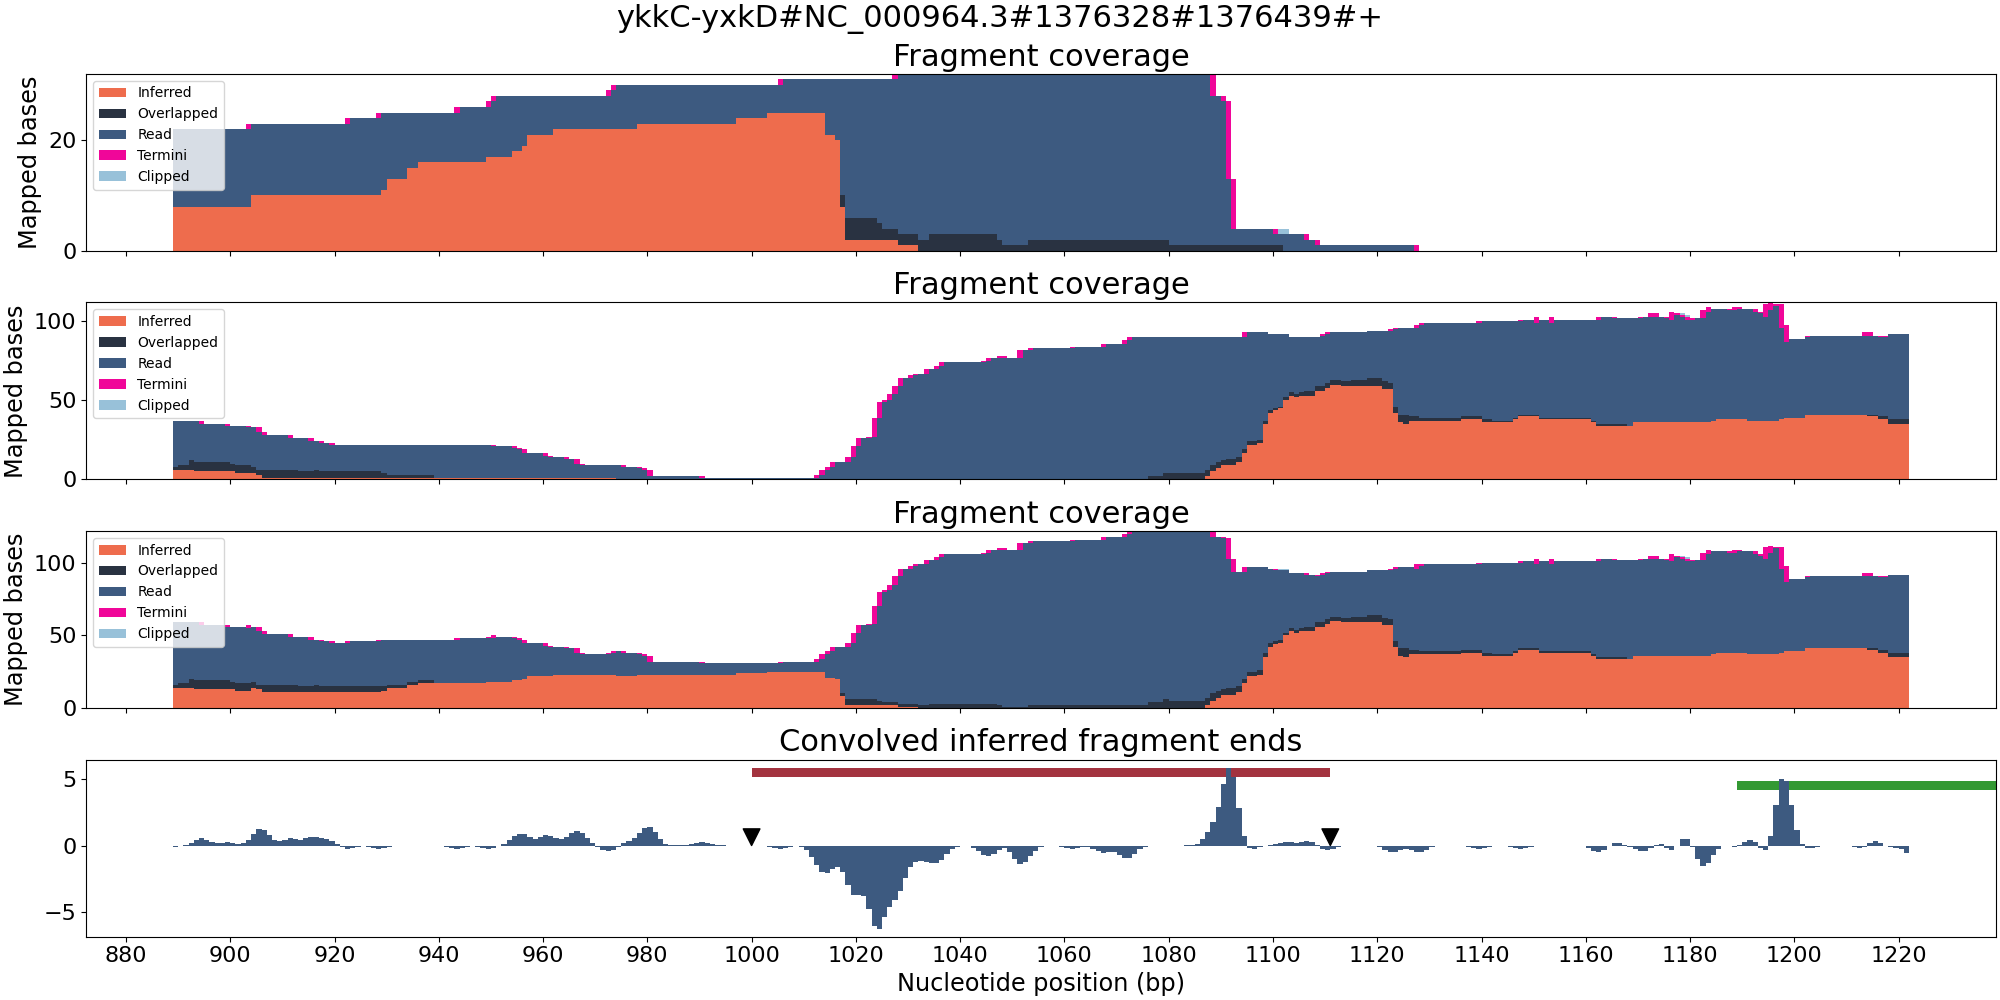 ykkC-yxkD#NC_000964.3#1376328#1376439#+
Fragment coverage
Mapped bases
20
0
Inferred
Overlapped
Read
Termini
Clipped
Fragment coverage
Mapped bases
100
50
0
Inferred
Overlapped
Read
Termini
Clipped
Fragment coverage
Mapped bases
100
50
0
Inferred
Overlapped
Read
Termini
Clipped
Convolved inferred fragment ends
5
0
−5
880 900 920 940 960 980 1000 1020 1040 1060 1080 1100 1120 1140 1160 1180 1200 1220
Nucleotide position (bp)